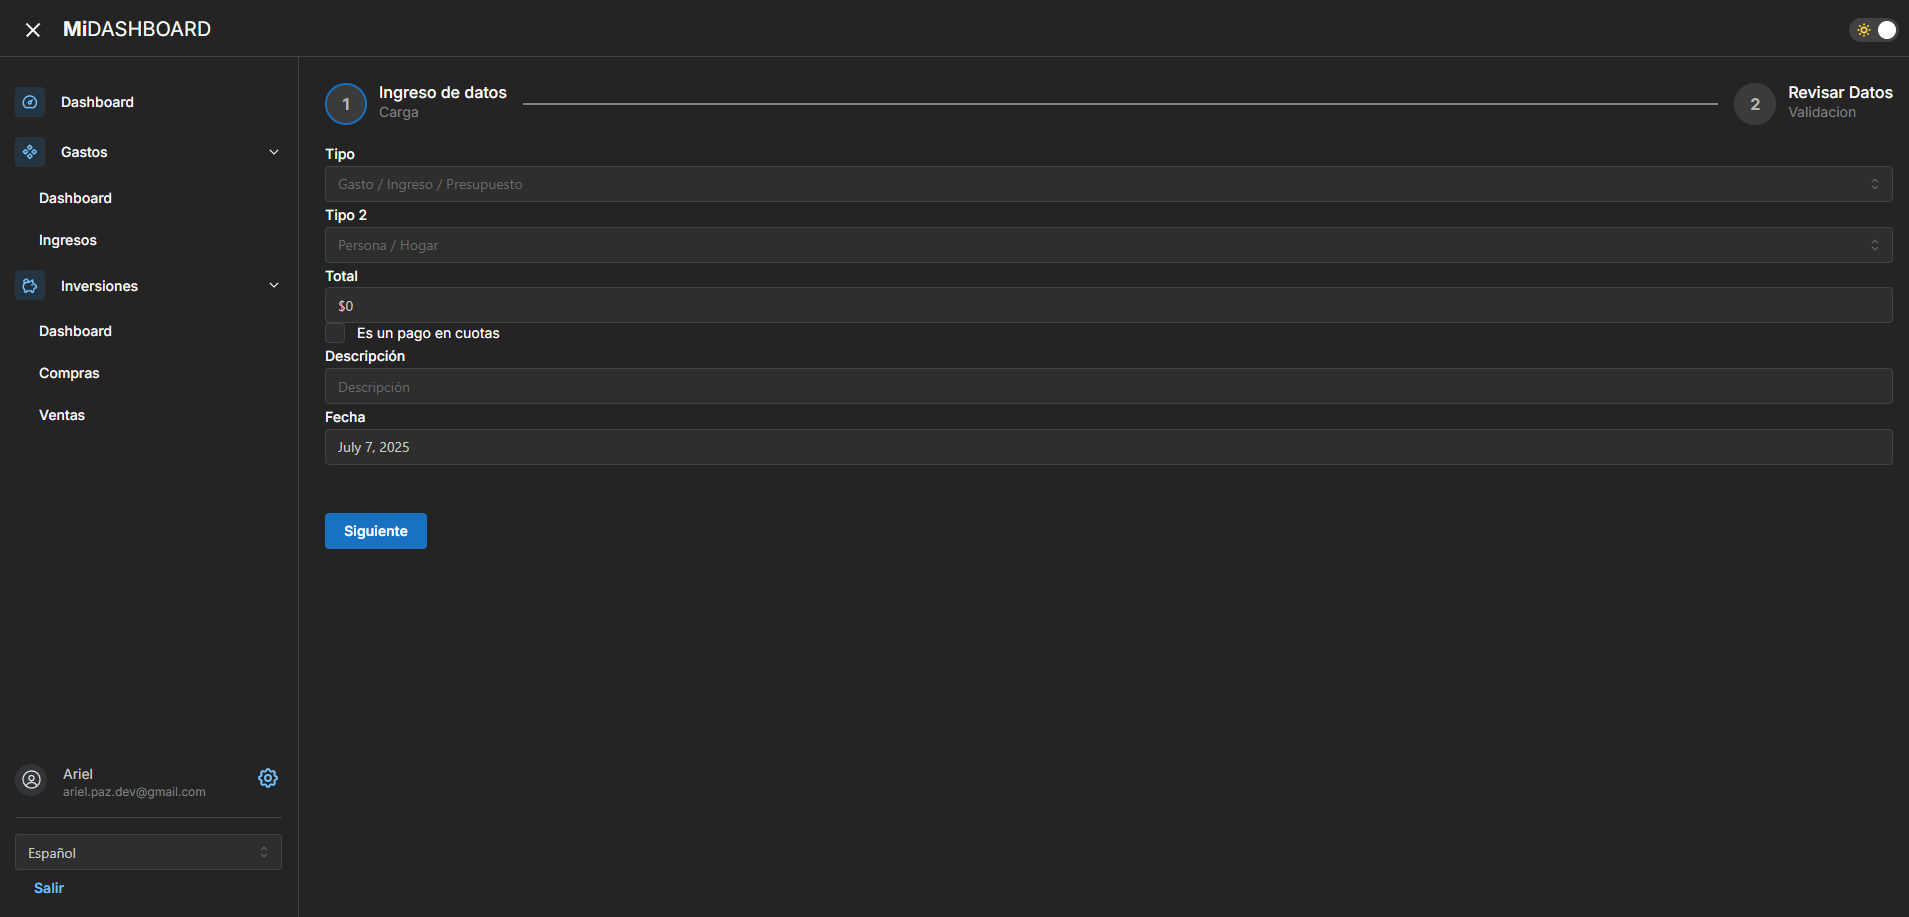 MiDASHBOARD
Dashboard
Gastos
Dashboard
Ingresos
Inversiones
Dashboard
Compras
Ventas
Ariel
ariel.paz.dev@gmail.com
Español
Salir
1
Ingreso de datos
Carga
2
Revisar Datos
Validacion
Tipo
Gasto / Ingreso / Presupuesto
Tipo 2
Persona / Hogar
Total
$0
Es un pago en cuotas
Descripción
Descripción
Fecha
July 7, 2025
Siguiente